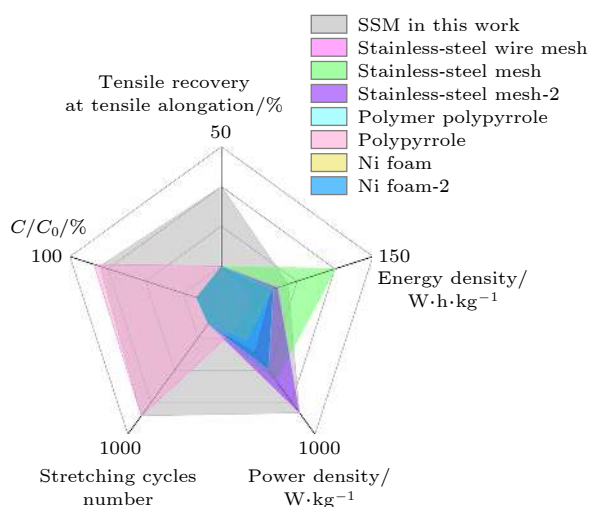 SSM in this work
Stainless-steel wire mesh
Stainless-steel mesh
Stainless-steel mesh-2
Polymer polypyrrole
Polypyrrole
Ni foam
Ni foam-2
Tensile recovery
at tensile alongation/%
50
C/C₀/%
100
150
Energy density/
W·h·kg⁻¹
1000
1000
Stretching cycles
number
Power density/
W·kg⁻¹